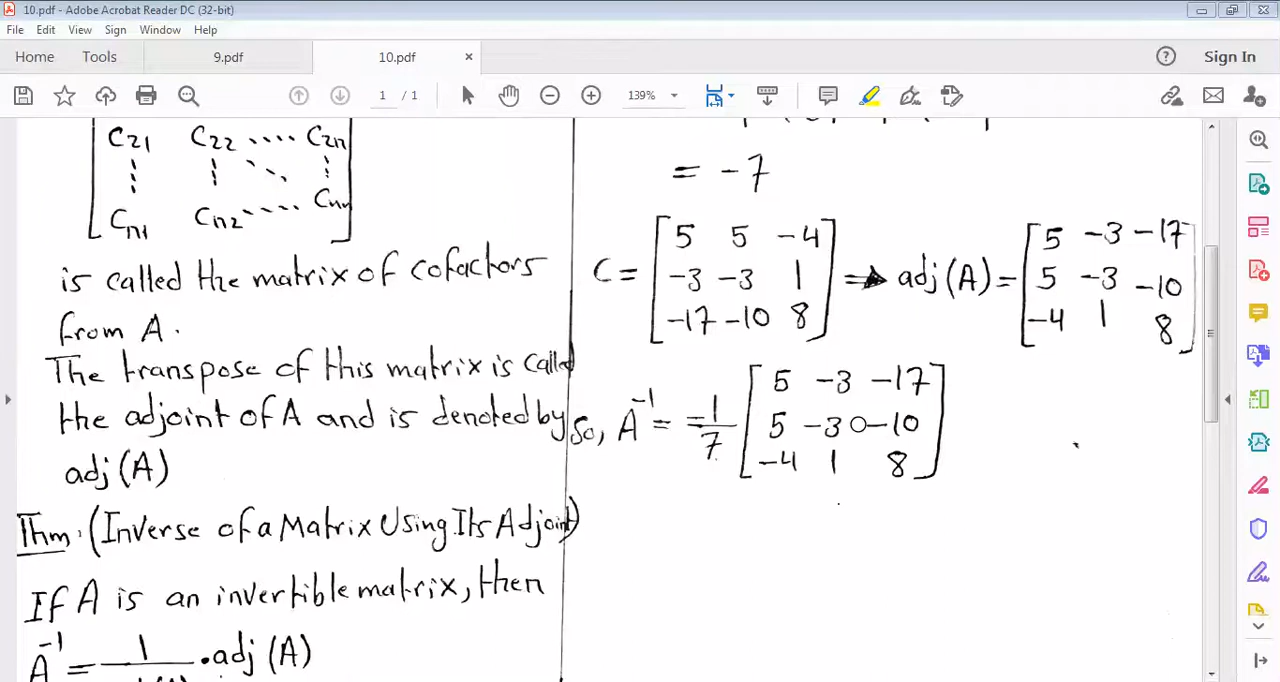 10.pdf - Adobe Acrobat Reader DC (32-bit)
File Edit View Sign Window Help
Home Tools 9.pdf 10.pdf × Sign In
1 / 1 139%
C21 C22 .... C2n
Cn1 Cn2 .... Cnn
is called the matrix of cofactors
from A.
The transpose of this matrix is called
the adjoint of A and is denoted by
adj(A)
Thm: (Inverse of a Matrix Using Its Adjoint)
If A is an invertible matrix, then
A⁻¹ = 1 . adj(A)
= -7
C = [5 5 -4
-3 -3 1
-17 -10 8] ⇒ adj(A) = [5 -3 -17
5 -3 -10
-4 1 8]
So, A⁻¹ = -1/7 [5 -3 -17
5 -3 -10
-4 1 8]